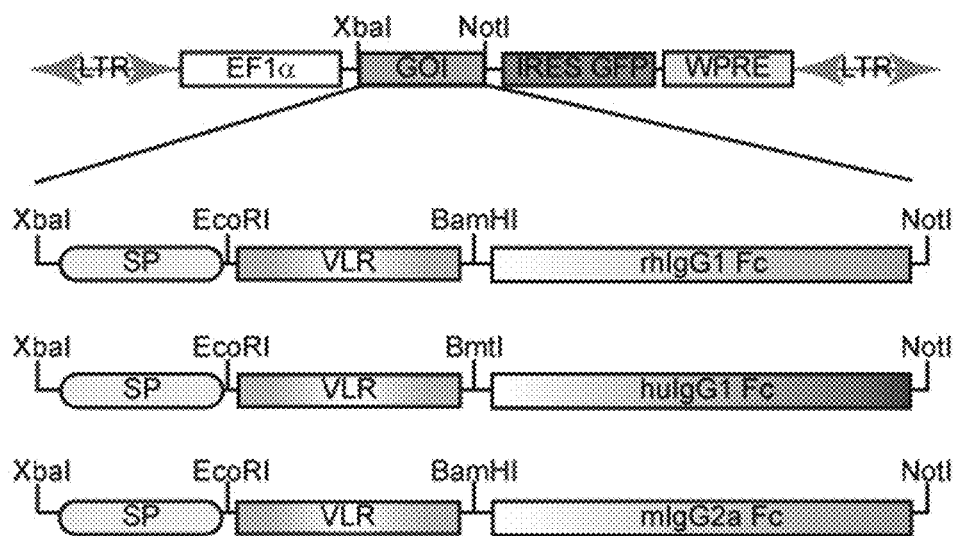 XbaI NotI
LTR EF1α GOI IRES GFP WPRE LTR
XbaI EcoRI BamHI NotI
SP VLR rhIgG1 Fc
XbaI EcoRI BmtI NotI
SP VLR huIgG1 Fc
XbaI EcoRI BamHI NotI
SP VLR mIgG2a Fc